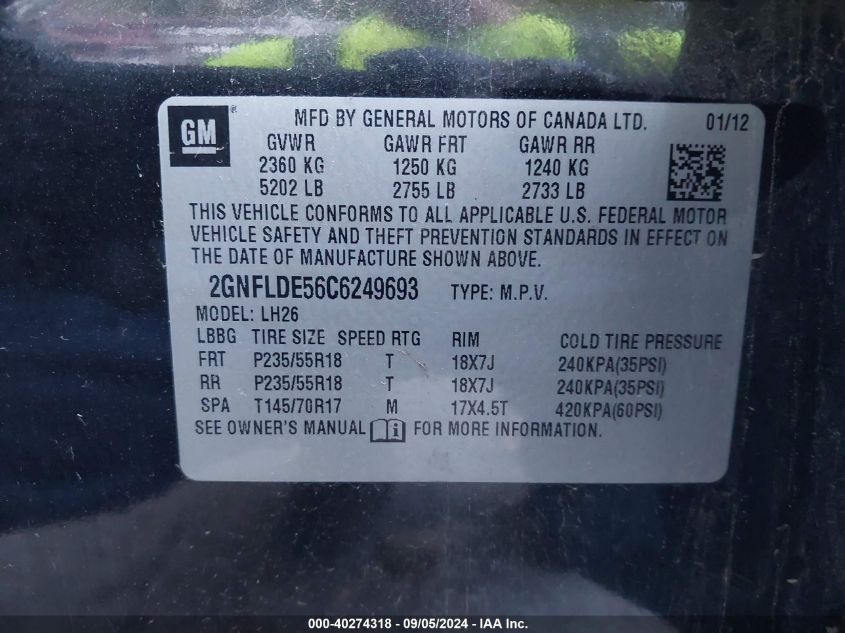 GM ® MFD BY GENERAL MOTORS OF CANADA LTD. 01/12
GVWR GAWR FRT GAWR RR
2360 KG 1250 KG 1240 KG
5202 LB 2755 LB 2733 LB
THIS VEHICLE CONFORMS TO ALL APPLICABLE U.S. FEDERAL MOTOR
VEHICLE SAFETY AND THEFT PREVENTION STANDARDS IN EFFECT ON
THE DATE OF MANUFACTURE SHOWN ABOVE.
2GNFLDE56C6249693 TYPE: M.P.V.
MODEL: LH26
LBBG TIRE SIZE SPEED RTG RIM COLD TIRE PRESSURE
FRT P235/55R18 T 18X7J 240KPA(35PSI)
RR P235/55R18 T 18X7J 240KPA(35PSI)
SPA T145/70R17 M 17X4.5T 420KPA(60PSI)
SEE OWNER'S MANUAL i FOR MORE INFORMATION.
000-40274318 - 09/05/2024 - IAA Inc.